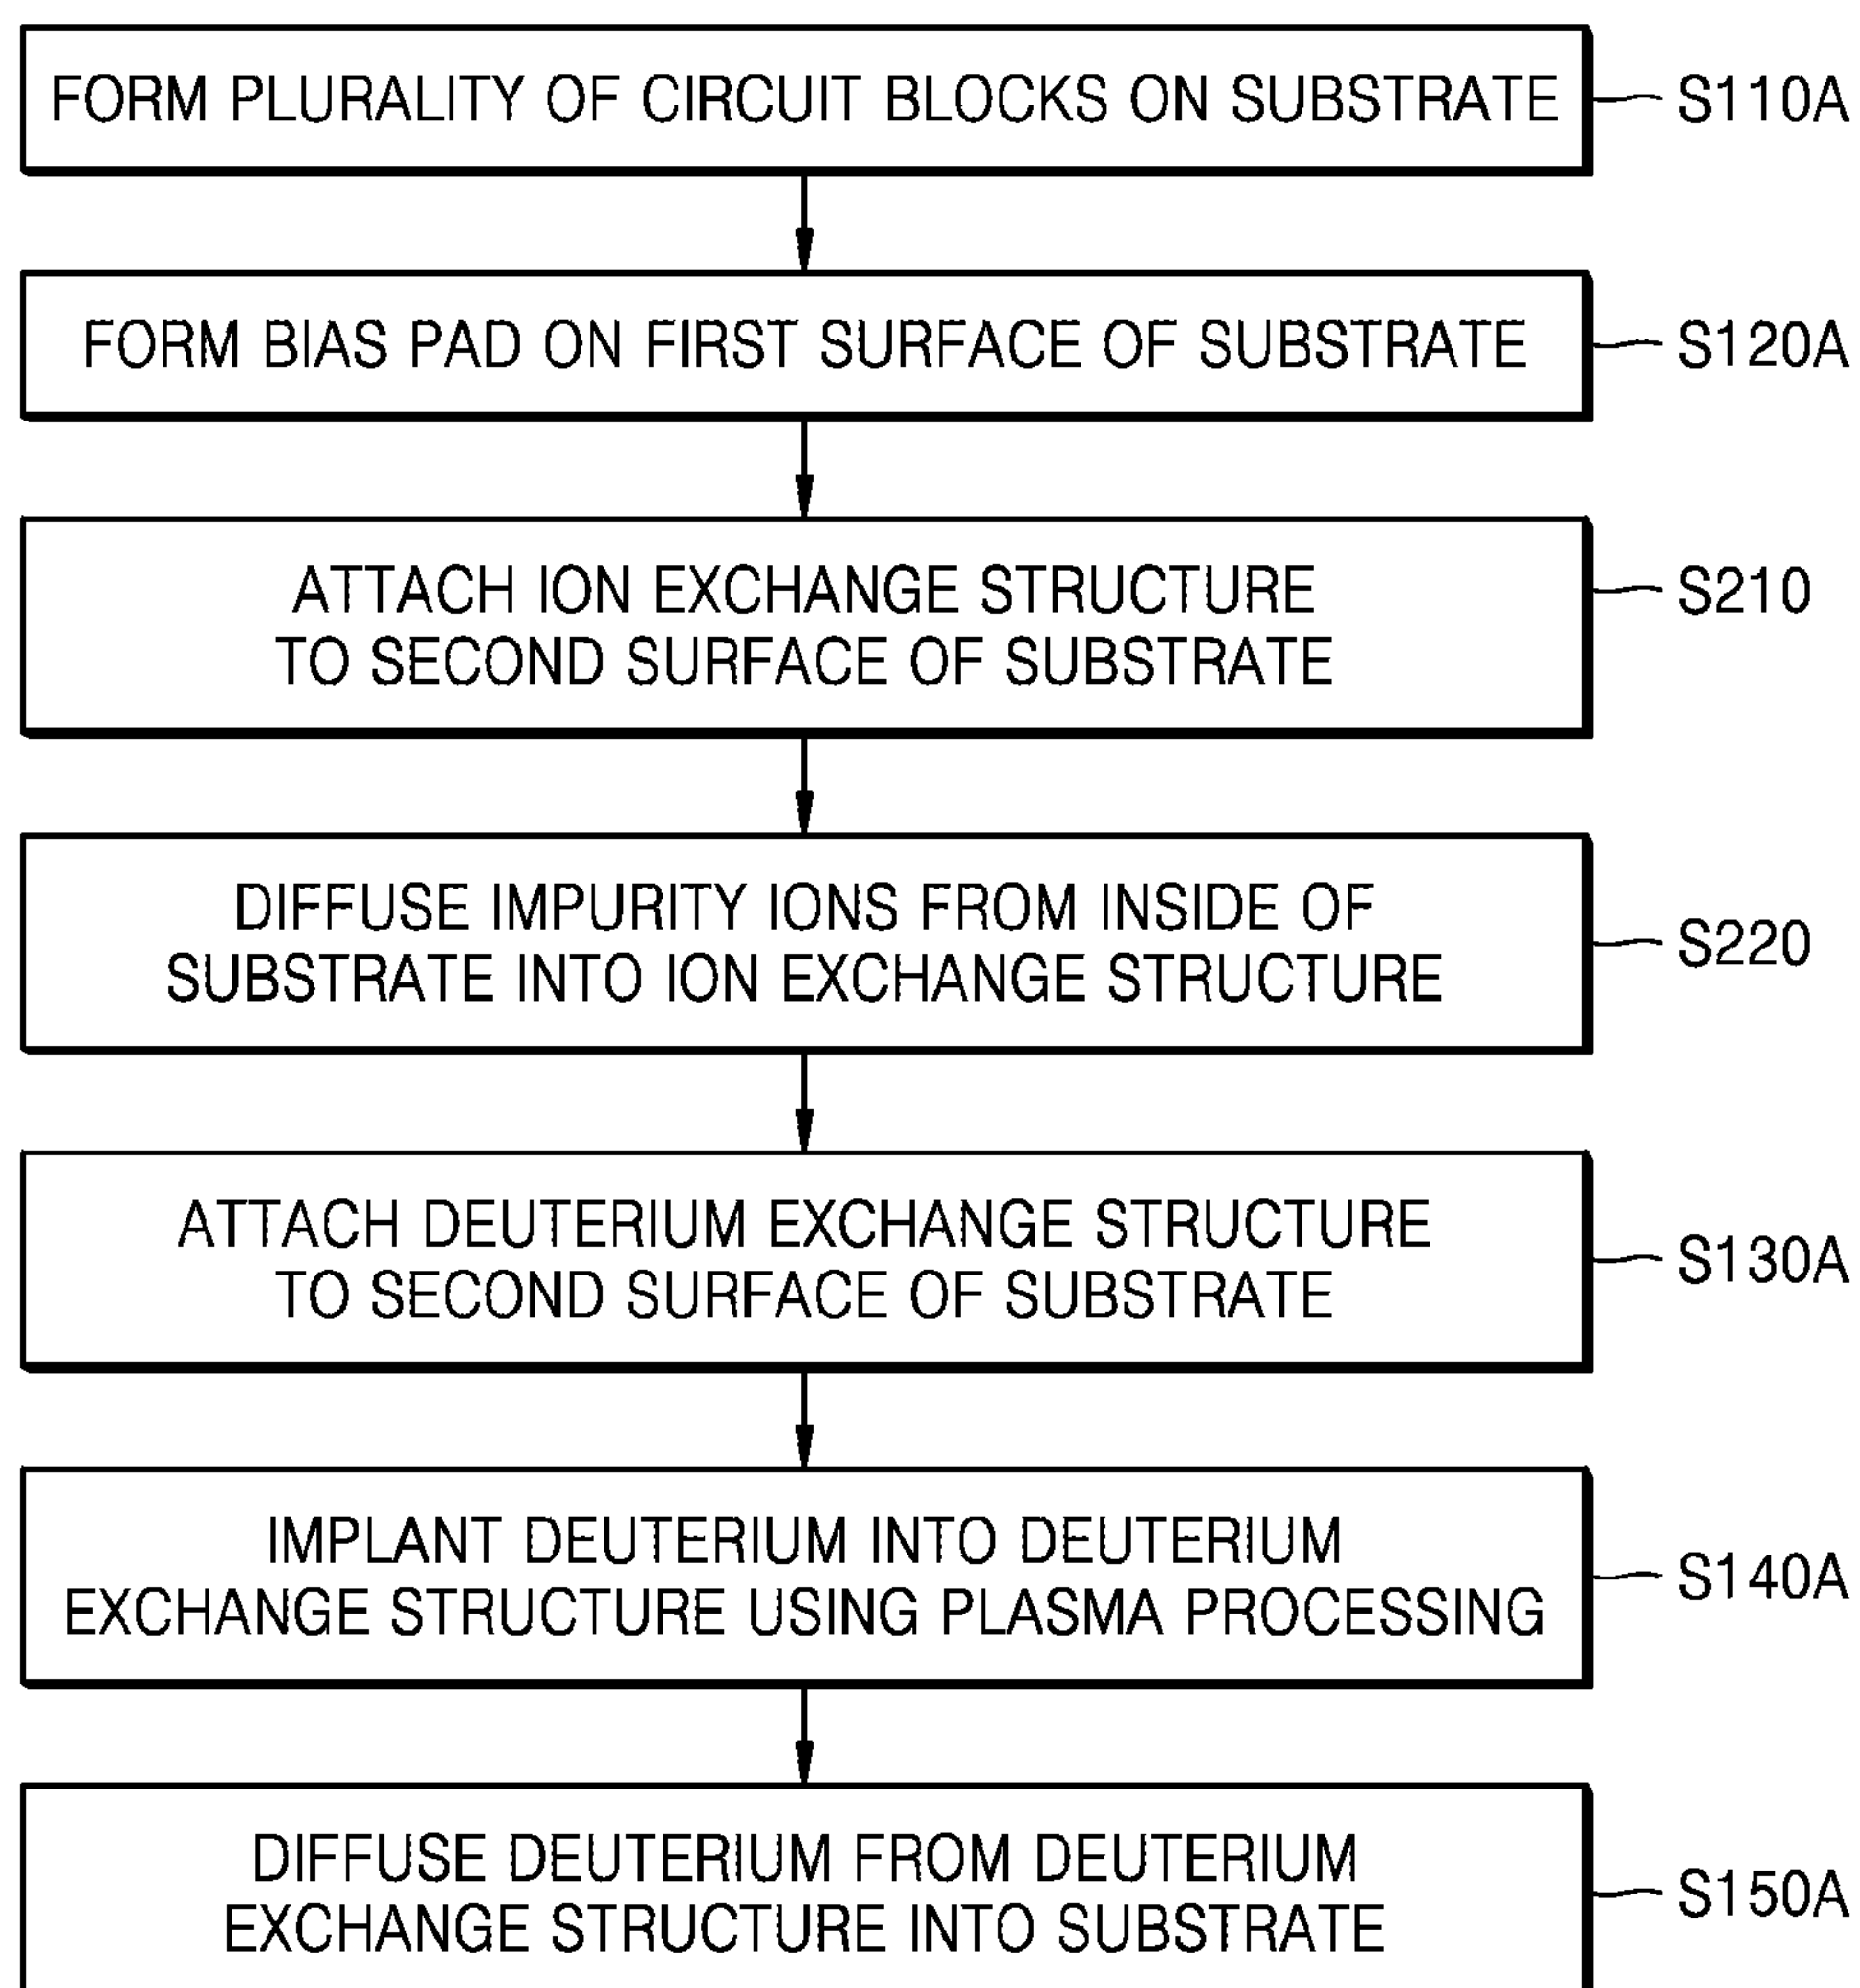 FORM PLURALITY OF CIRCUIT BLOCKS ON SUBSTRATE
S110A
FORM BIAS PAD ON FIRST SURFACE OF SUBSTRATE
S120A
ATTACH ION EXCHANGE STRUCTURE
TO SECOND SURFACE OF SUBSTRATE
S210
DIFFUSE IMPURITY IONS FROM INSIDE OF
SUBSTRATE INTO ION EXCHANGE STRUCTURE
S220
ATTACH DEUTERIUM EXCHANGE STRUCTURE
TO SECOND SURFACE OF SUBSTRATE
S130A
IMPLANT DEUTERIUM INTO DEUTERIUM
EXCHANGE STRUCTURE USING PLASMA PROCESSING
S140A
DIFFUSE DEUTERIUM FROM DEUTERIUM
EXCHANGE STRUCTURE INTO SUBSTRATE
S150A